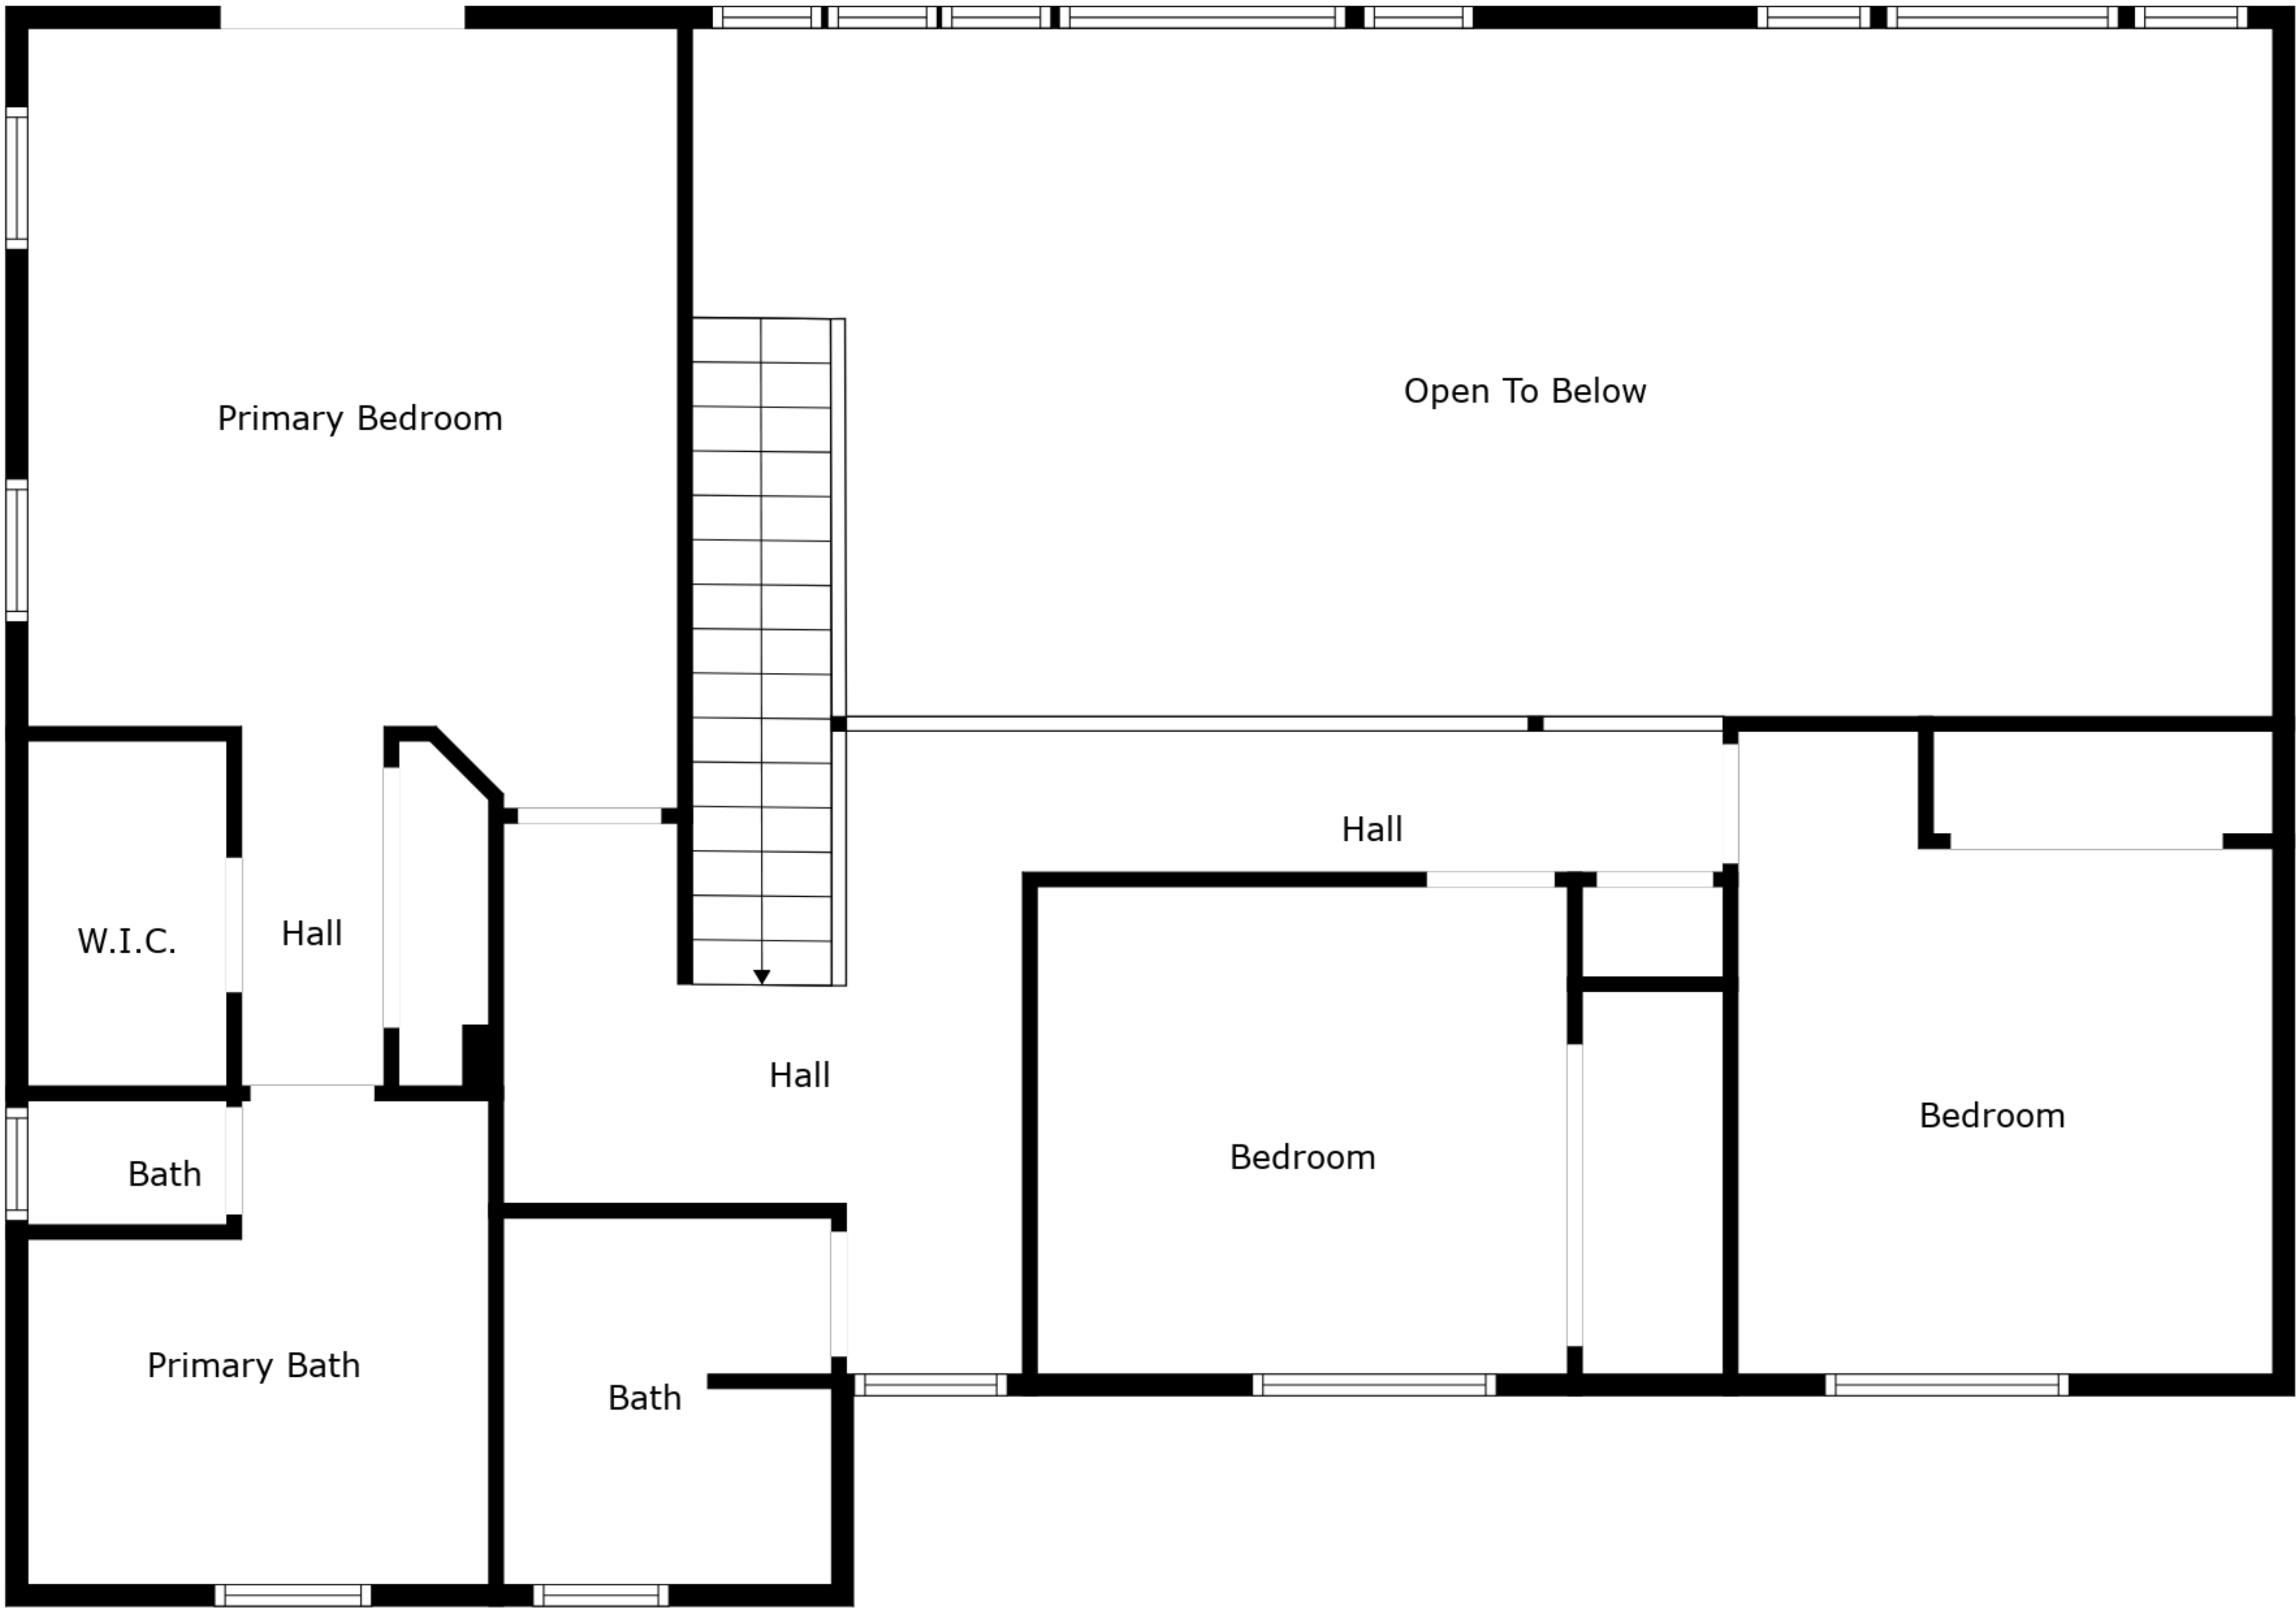 Open To Below
Primary Bedroom
Hall
W.I.C.
Hall
Hall
Bedroom
Bedroom
Bath
Primary Bath
Bath